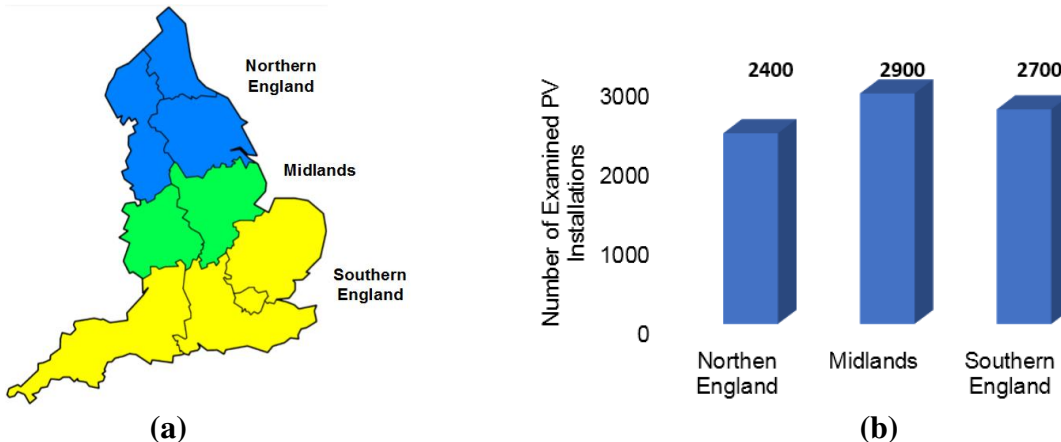 Northern
England
Midlands
Southern
England
(a)
Number of Examined PV
Installations
3000
2000
1000
0
2400
2900
2700
Northen
England
Midlands
Southern
England
(b)